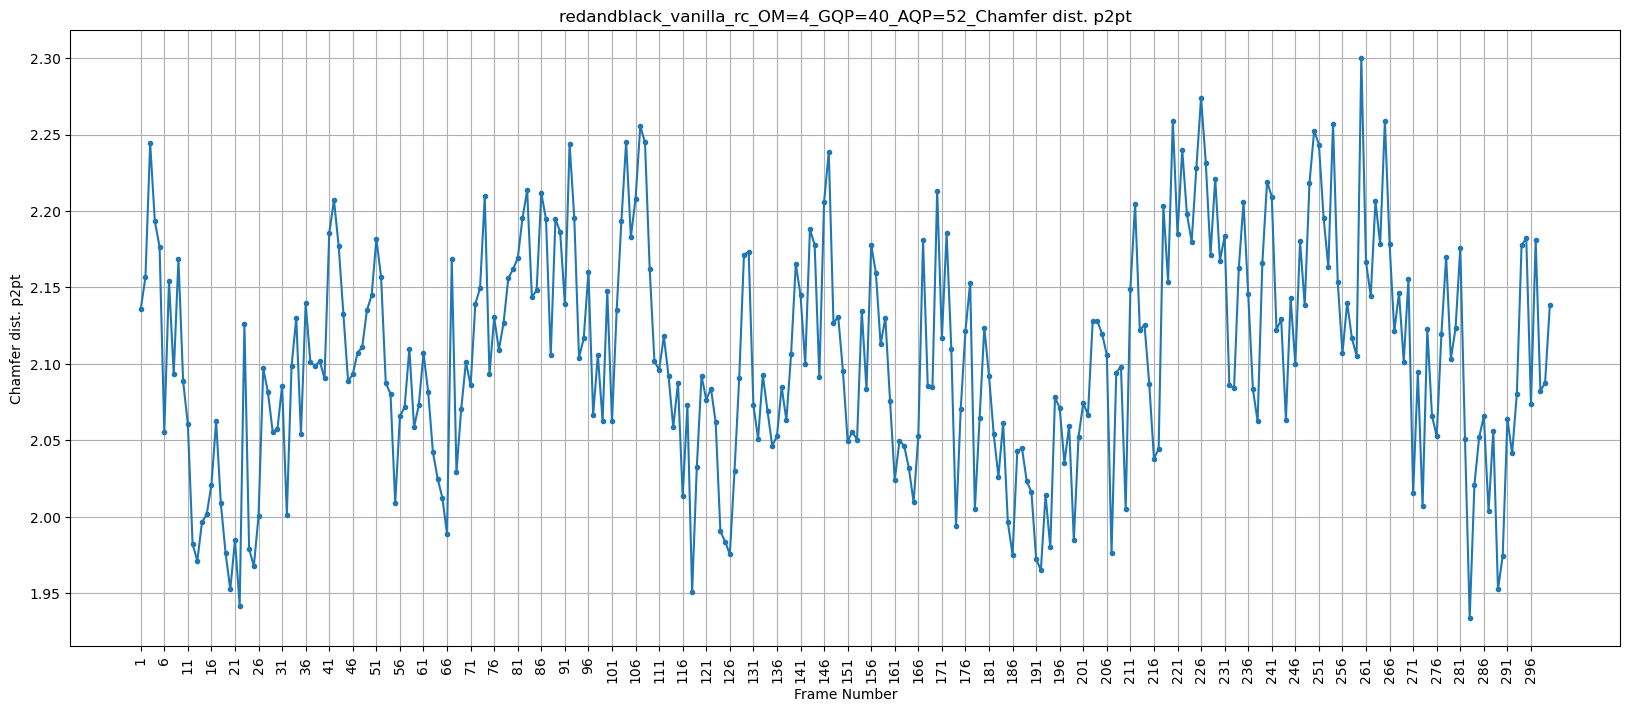 redandblack_vanilla_rc_OM=4_GQP=40_AQP=52_Chamfer dist. p2pt
2.30
2.25
2.20
2.15
2.10
2.05
2.00
1.95
Chamfer dist. p2pt
1 6 11 16 21 26 31 36 41 46 51 56 61 66 71 76 81 86 91 96 101 106 111 116 121 126 131 136 141 146 151 156 161 166 171 176 181 186 191 196 201 206 211 216 221 226 231 236 241 246 251 256 261 266 271 276 281 286 291 296
Frame Number